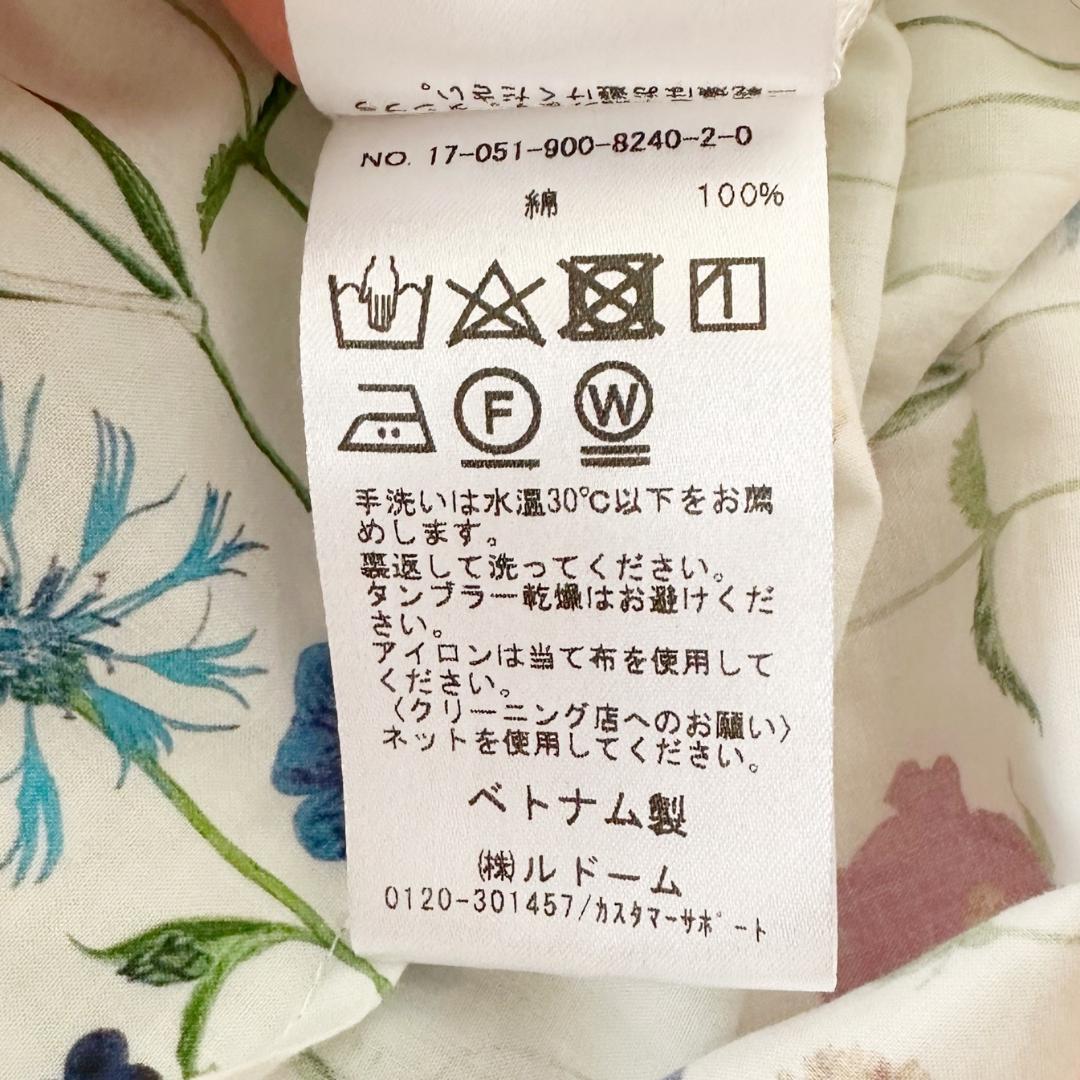 NO. 17-051-900-8240-2-0
綿 100%
F
W
手洗いは水温30℃以下をお薦
めします。
裏返して洗ってください。
タンブラー乾燥はお避けくだ
さい。
アイロンは当て布を使用して
ください。
〈クリーニング店へのお願い〉
ネットを使用してください。
ベトナム製
㈱ルドーム
0120-301457/カスタマーサポート